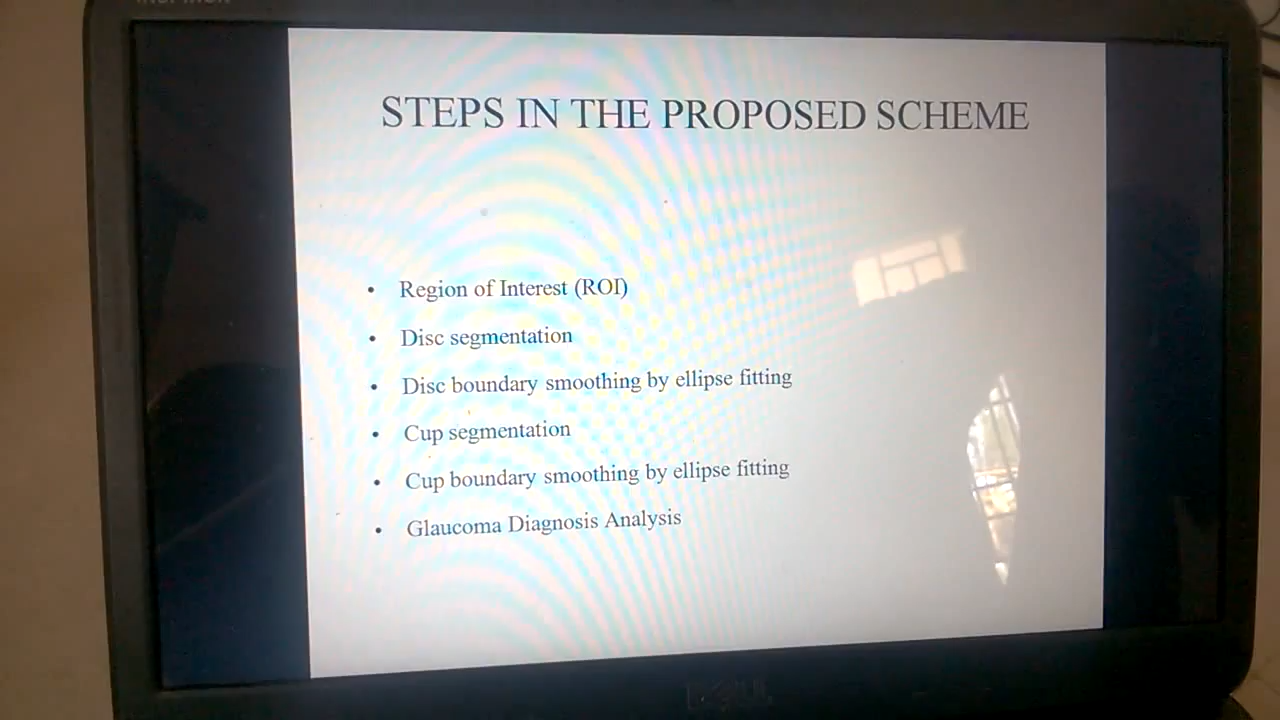 STEPS IN THE PROPOSED SCHEME
• Region of Interest (ROI)
• Disc segmentation
• Disc boundary smoothing by ellipse fitting
• Cup segmentation
• Cup boundary smoothing by ellipse fitting
• Glaucoma Diagnosis Analysis
DELL